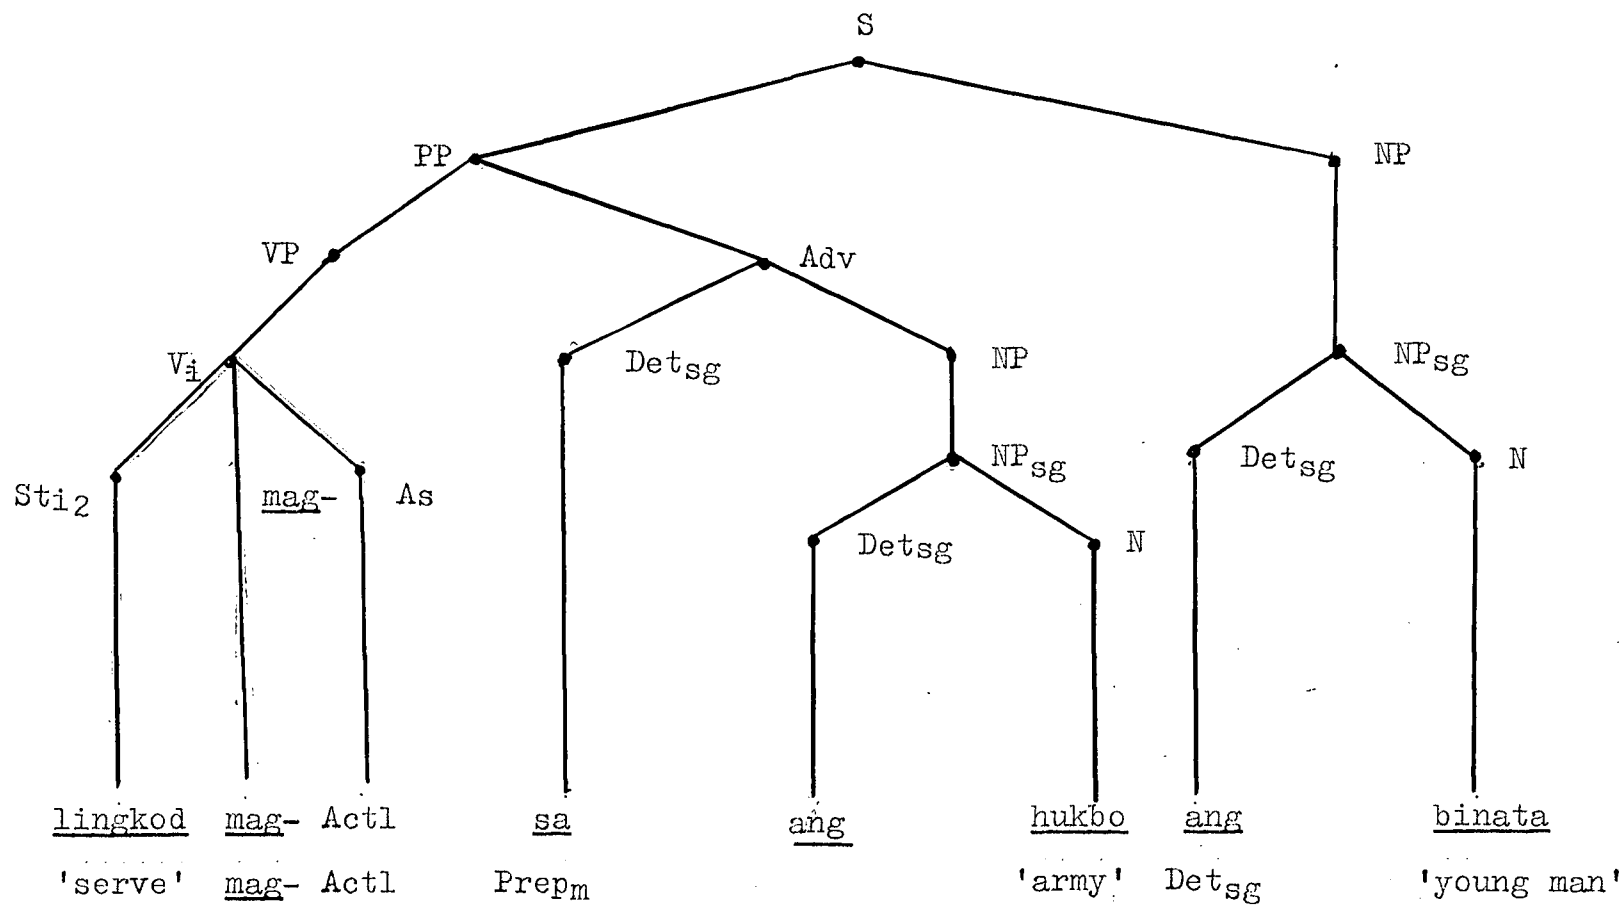 S
PP NP
VP Adv
Vi Detsg NP NPsg
Sti2 mag- As NPsg Detsg N
Detsg N
lingkod mag- Actl sa ang hukbo ang binata
'serve' mag- Actl Prepm 'army' Detsg 'young man'